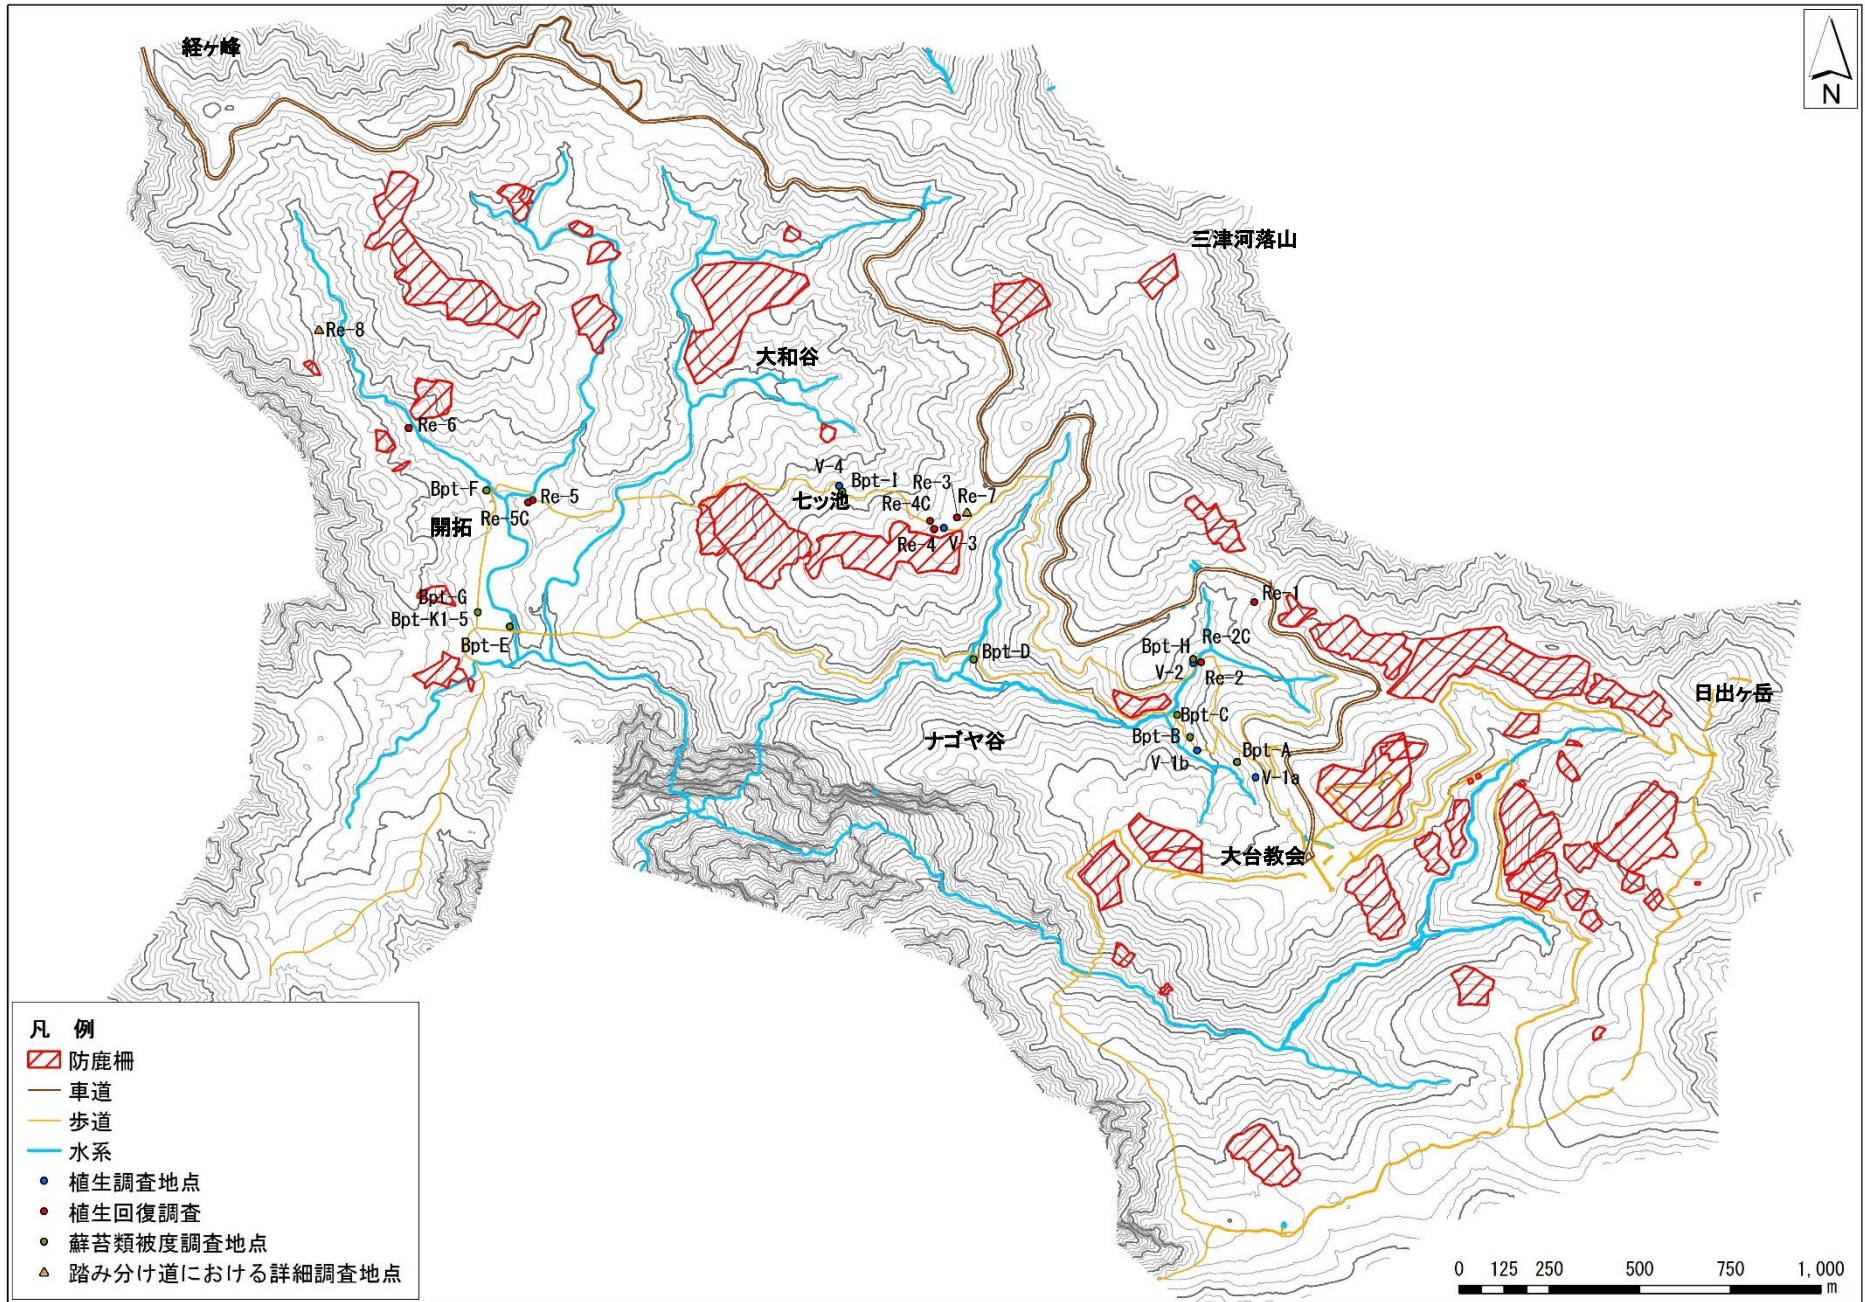 経ヶ峰
N
三津河落山
Re-8
大和谷
Re-6
Bpt-F
Re-5
Re-5C
開拓
V-4
Bpt-I
七ッ池
Re-3
Re-7
Re-4C
Re-4
V-3
Bpt-G
Bpt-K1-5
Bpt-E
Bpt-D
Re-1
Re-2C
Bpt-H
V-2
Re-2
日出ヶ岳
Bpt-C
ナゴヤ谷
Bpt-B
Bpt-A
V-1b
V-1a
大台教会
凡 例
防鹿柵
車道
歩道
水系
植生調査地点
植生回復調査
蘚苔類被度調査地点
踏み分け道における詳細調査地点
0 125 250 500 750 1,000
m